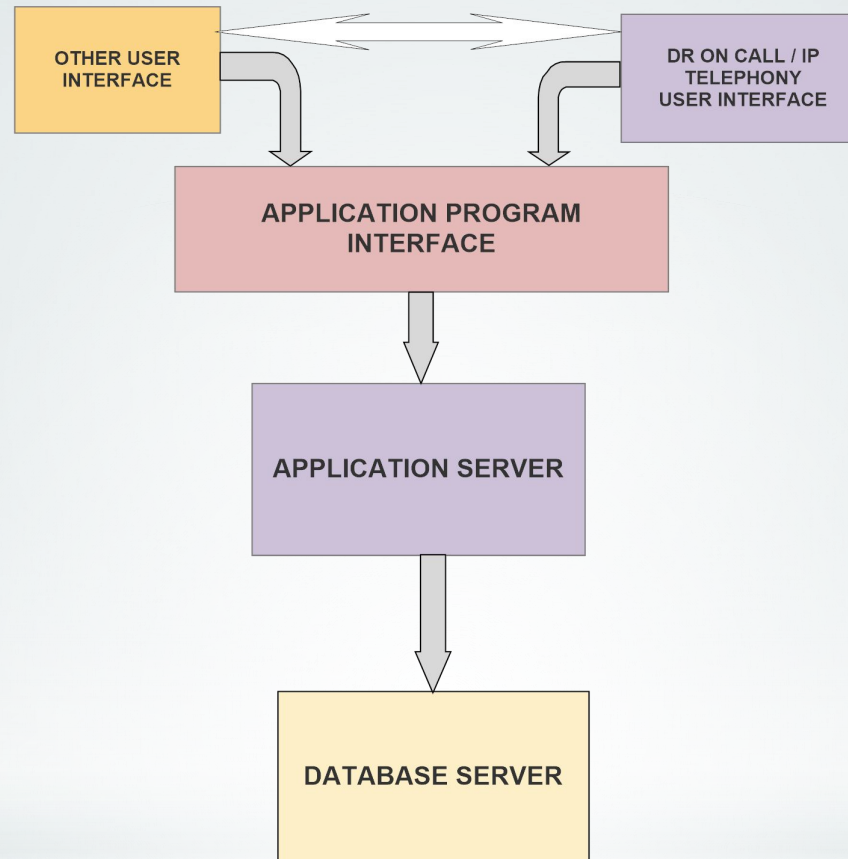 OTHER USER
INTERFACE
DR ON CALL / IP
TELEPHONY
USER INTERFACE
APPLICATION PROGRAM
INTERFACE
APPLICATION SERVER
DATABASE SERVER